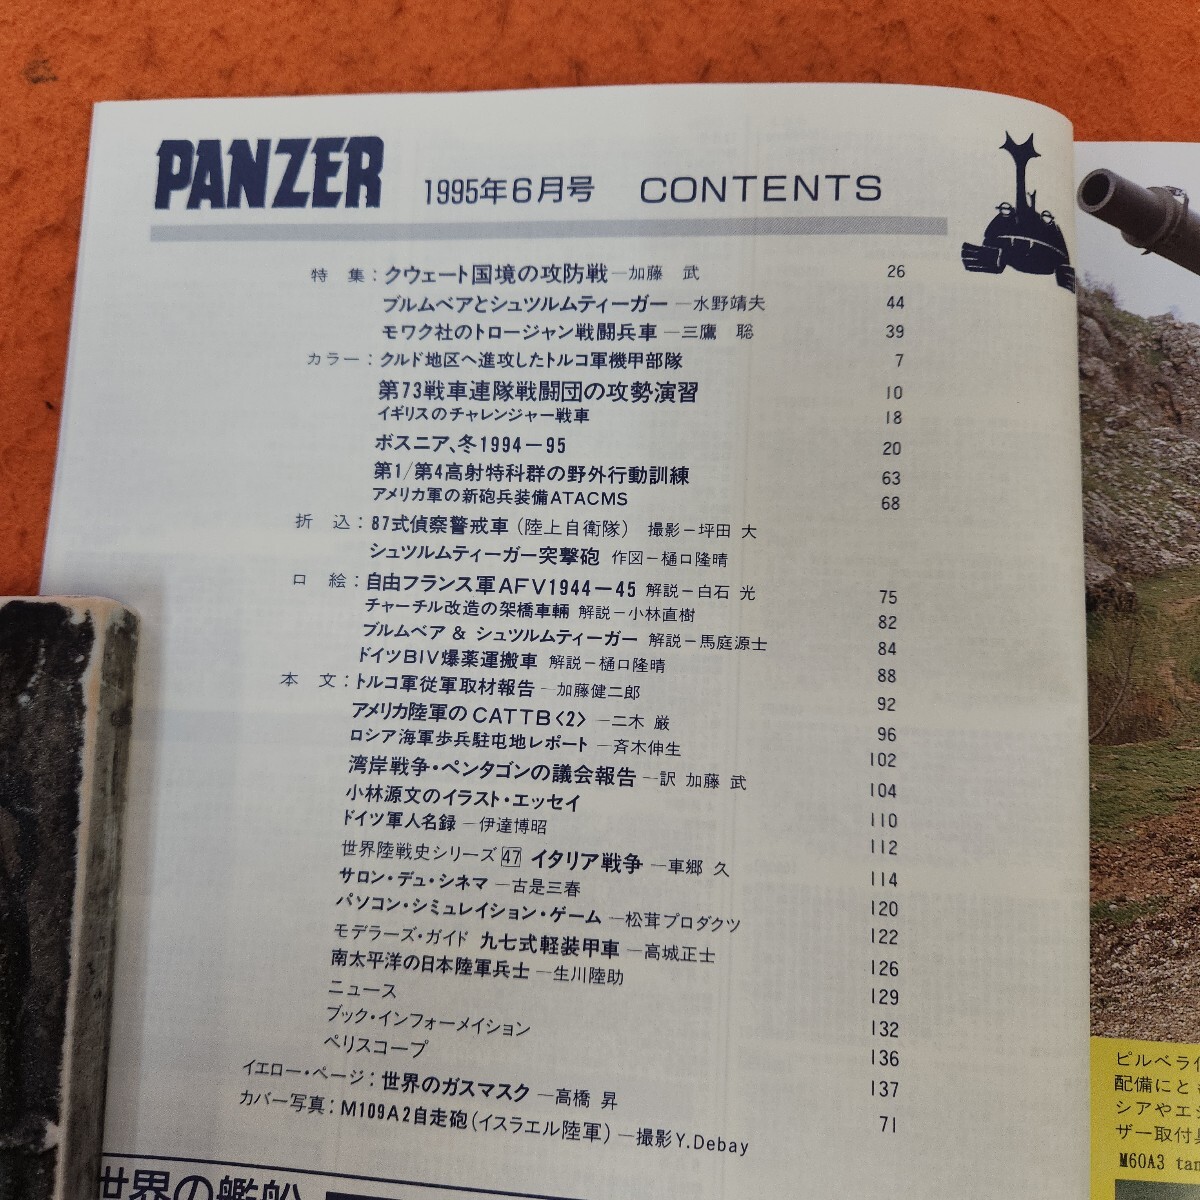 PANZER 1995年6月号 CONTENTS
特 集：クウェート国境の攻防戦―加藤 武 26
ブルムベアとシュツルムティーガー―水野靖夫 44
モワク社のトロージャン戦闘兵車―三鷹 聡 39
カラー：クルド地区へ進攻したトルコ軍機甲部隊 7
第73戦車連隊戦闘団の攻勢演習 10
イギリスのチャレンジャー戦車 18
ボスニア、冬1994－95 20
第1/第4高射特科群の野外行動訓練 63
アメリカ軍の新砲兵装備ATACMS 68
折 込：87式偵察警戒車（陸上自衛隊） 撮影－坪田 大
シュツルムティーガー突撃砲 作図－樋口隆晴
口 絵：自由フランス軍AFV1944－45 解説－白石 光 75
チャーチル改造の架橋車輛 解説－小林直樹 82
ブルムベア & シュツルムティーガー 解説－馬庭源士 84
ドイツBIV爆薬運搬車 解説－樋口隆晴 88
本 文：トルコ軍従軍取材報告―加藤健二郎 92
アメリカ陸軍のCATTB〈2〉―二木 厳 96
ロシア海軍歩兵駐屯地レポート―斉木伸生 102
湾岸戦争・ペンタゴンの議会報告―訳 加藤 武 104
小林源文のイラスト・エッセイ 110
ドイツ軍人名録―伊達博昭 112
世界陸戦史シリーズ 47 イタリア戦争―車郷 久 114
サロン・デュ・シネマ―古是三春 120
パソコン・シミュレイション・ゲーム―松茸プロダクツ 122
モデラーズ・ガイド 九七式軽装甲車―高城正士 126
南太平洋の日本陸軍兵士―生川陸助 129
ニュース 132
ブック・インフォーメイション 136
ペリスコープ 137
イエロー・ページ：世界のガスマスク―高橋 昇 71
カバー写真：M109A2自走砲（イスラエル陸軍）―撮影Y.Debay
世界の艦船
ピルベライ
配備にとも
シアやエジ
ザー取付具
M60A3 tan